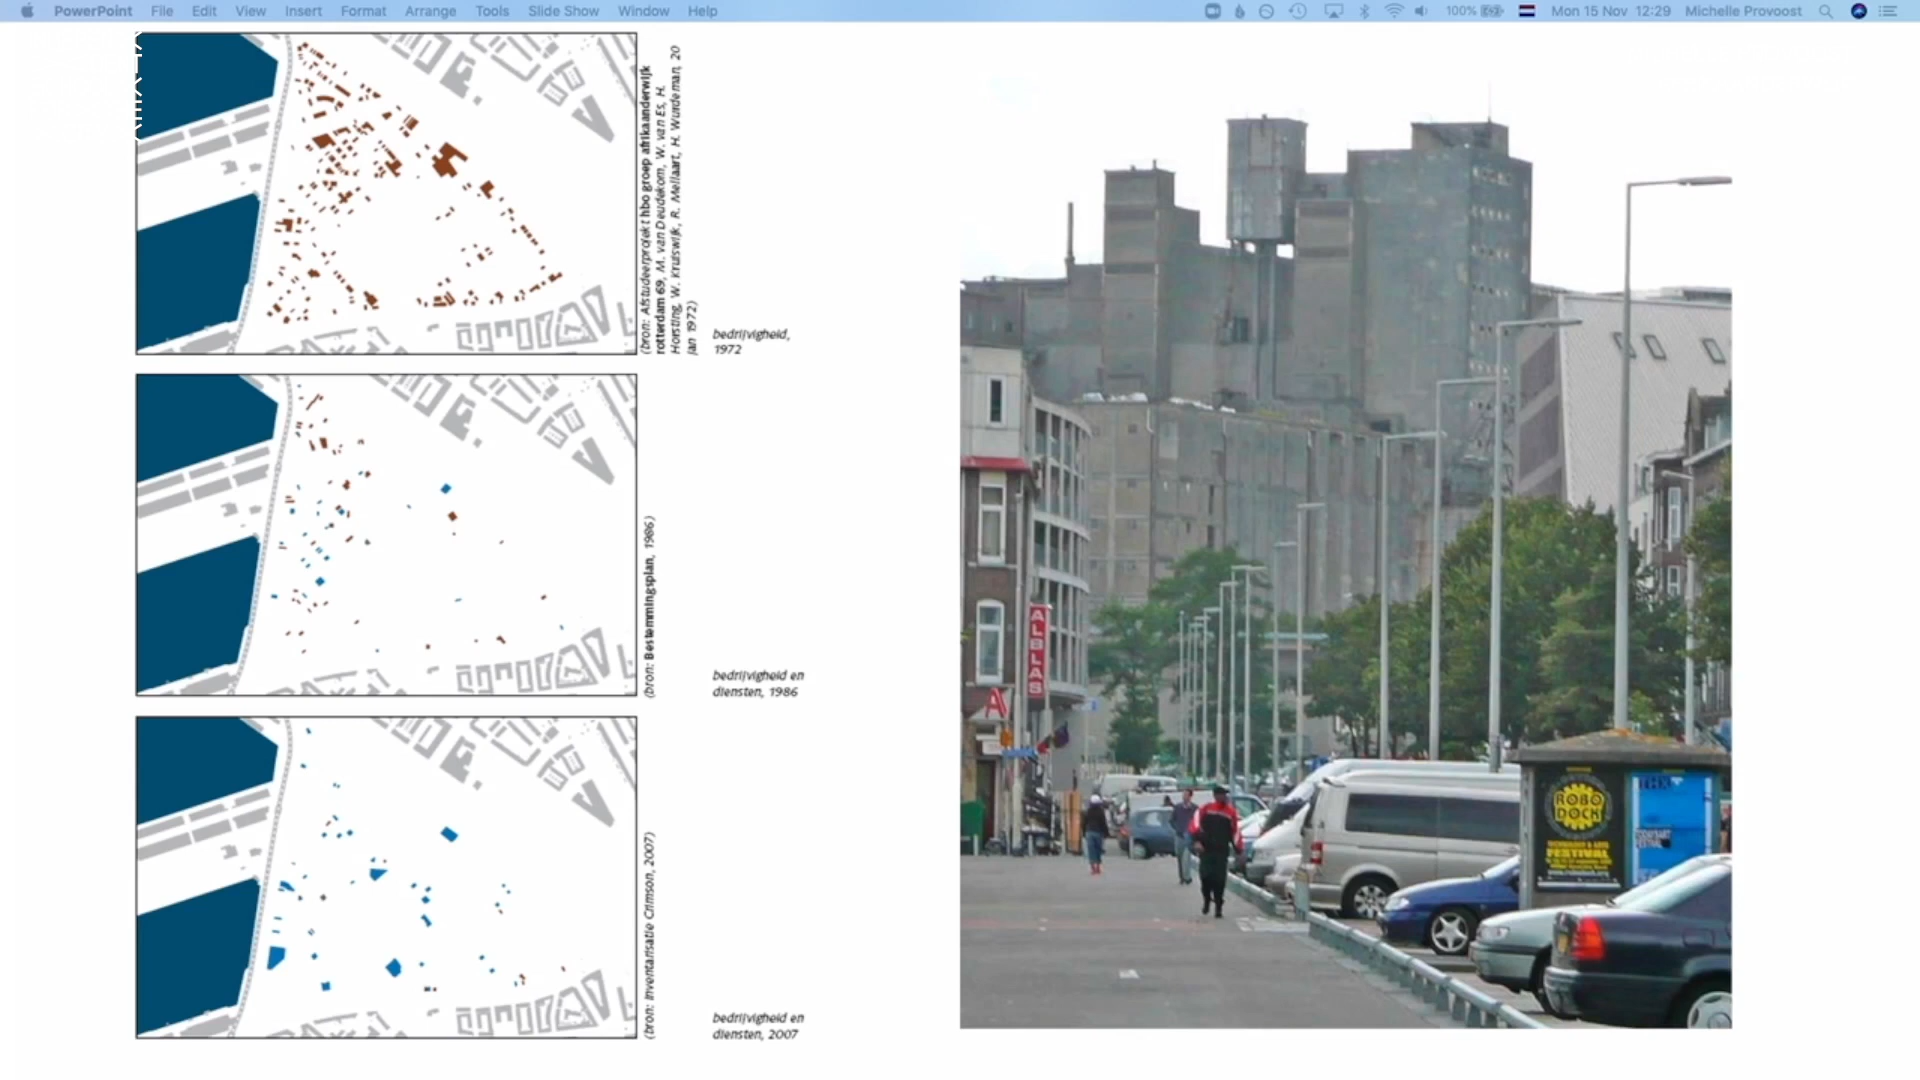 PowerPoint File Edit View Insert Format Arrange Tools Slide Show Window Help 100% Mon 15 Nov 12:29 Michelle Provoost
(bron: Afstudeerprojekt hbo groep afrikaanderwijk
rotterdam 69, M. van Deudekom, W. van Es, H.
Horsting, W. Kruiswijk, R. Mellaart, H. Wurdeman, 20
jan 1972)
bedrijvigheid,
1972
(bron: Bestemmingsplan, 1986)
bedrijvigheid en
diensten, 1986
(bron: Inventarisatie Crimson, 2007)
bedrijvigheid en
diensten, 2007
ALBLAS
A
ROBO
DOCK
FESTIVAL